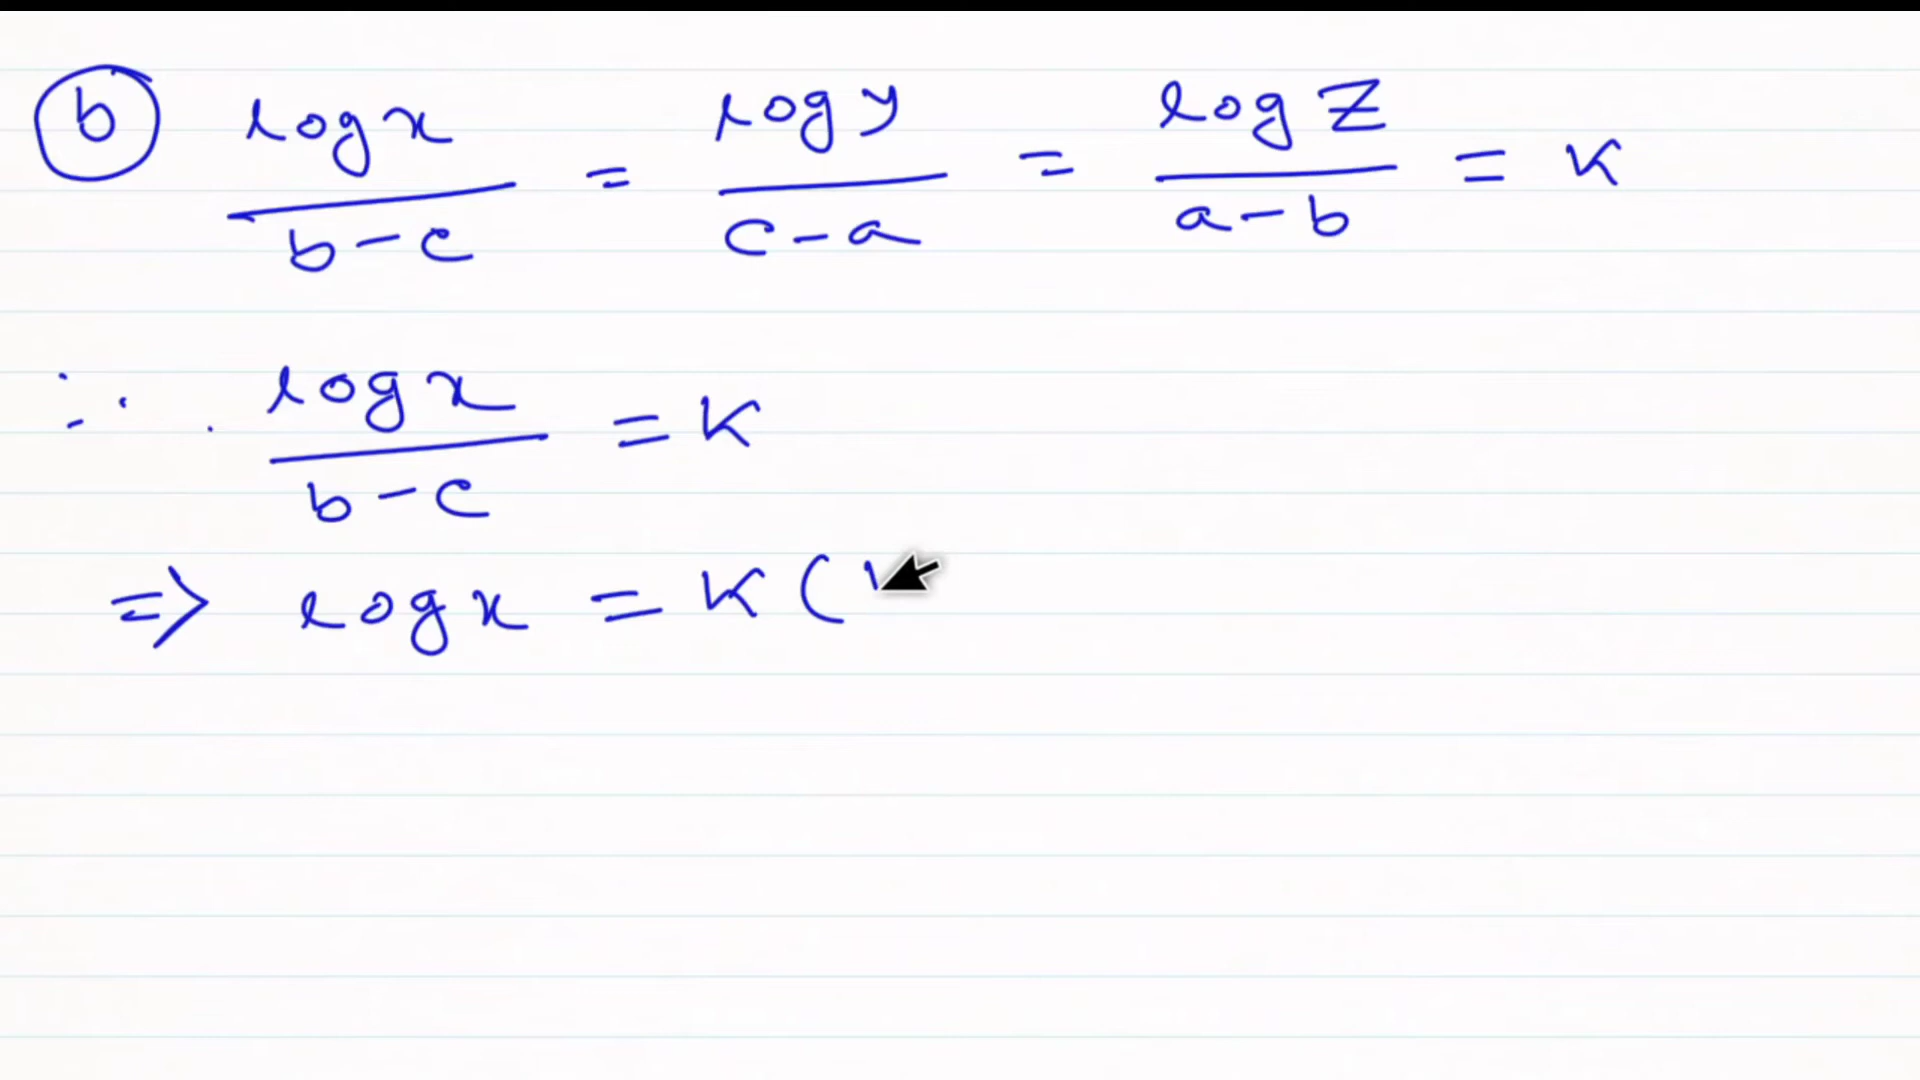 b log x / b - c = log y / c - a = log z / a - b = K
∵ . log x / b - c = K
=> log x = K (